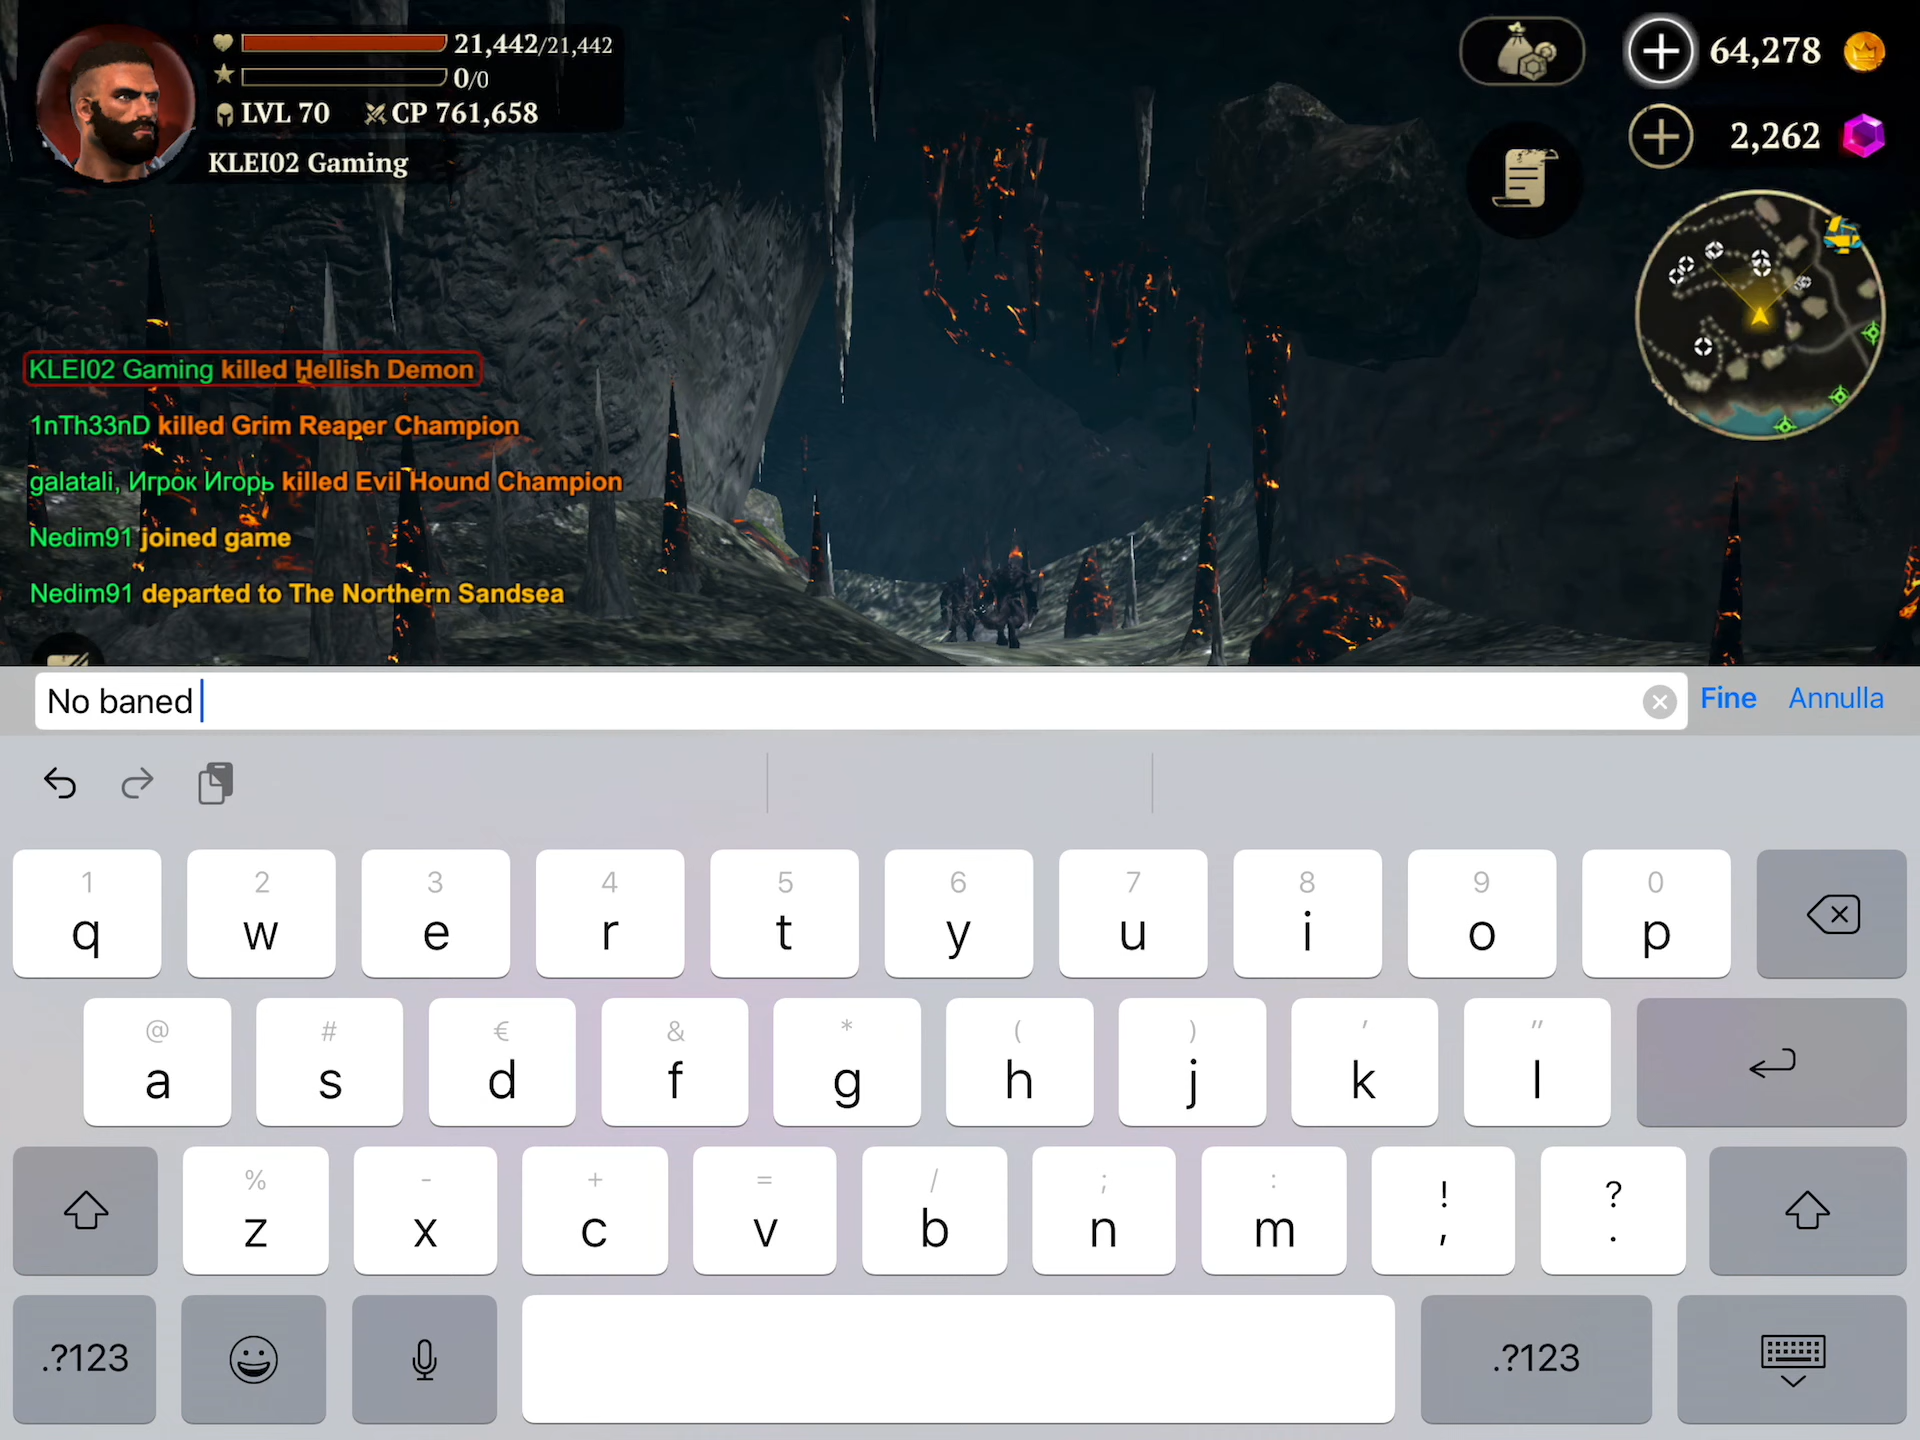 21,442/21,442
0/0
LVL 70 CP 761,658
KLEI02 Gaming
64,278
2,262
KLEI02 Gaming killed Hellish Demon
1nTh33nD killed Grim Reaper Champion
galatali, Игрок Игорь killed Evil Hound Champion
Nedim91 joined game
Nedim91 departed to The Northern Sandsea
No baned
Fine Annulla
1 2 3 4 5 6 7 8 9 0
q w e r t y u i o p
@ # € & * ( ) ' "
a s d f g h j k l
% - + = / ; : ! ?
z x c v b n m , .
.?123 .?123